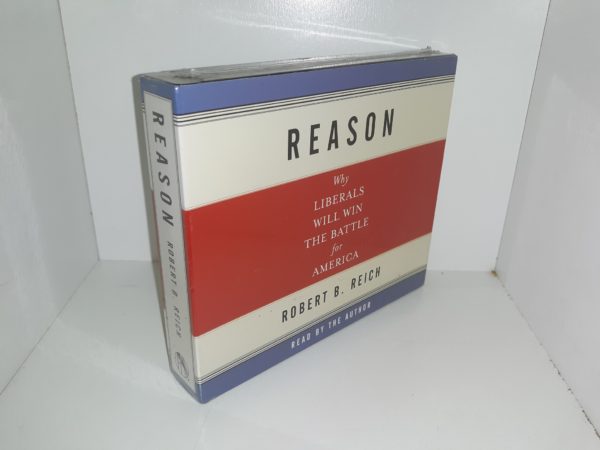 REASON
Why
LIBERALS
WILL WIN
THE BATTLE
for
AMERICA
ROBERT B. REICH
READ BY THE AUTHOR
REASON ROBERT B. REICH